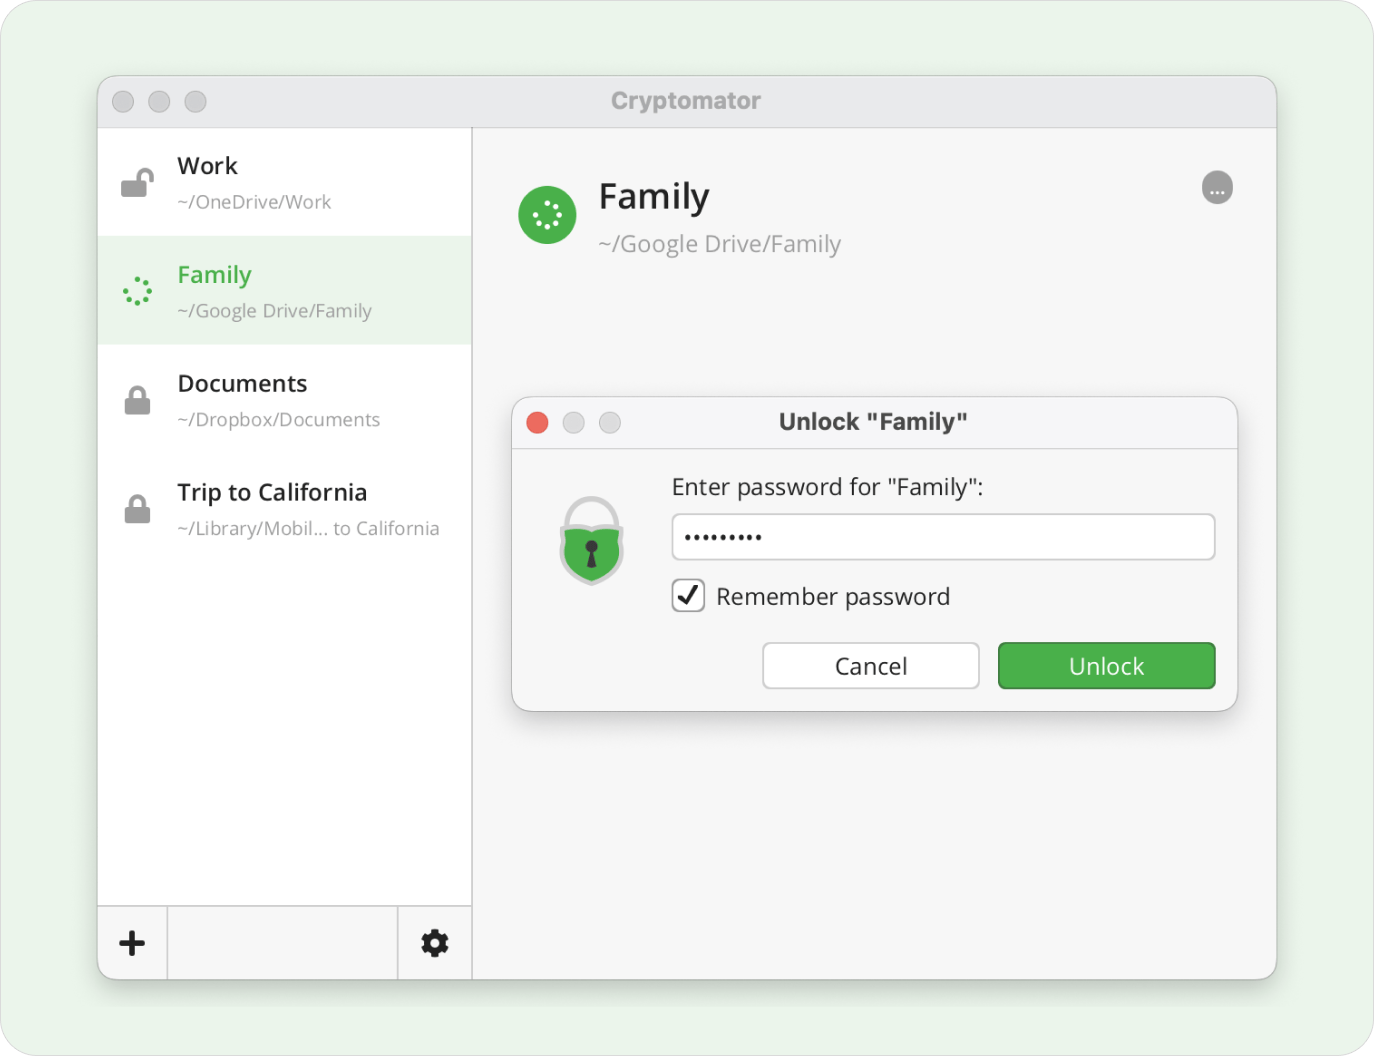 Cryptomator
Work
~/OneDrive/Work
Family
~/Google Drive/Family
Documents
~/Dropbox/Documents
Trip to California
~/Library/Mobil... to California
Family
~/Google Drive/Family
...
Unlock "Family"
Enter password for "Family":
•••••••••
Remember password
Cancel
Unlock